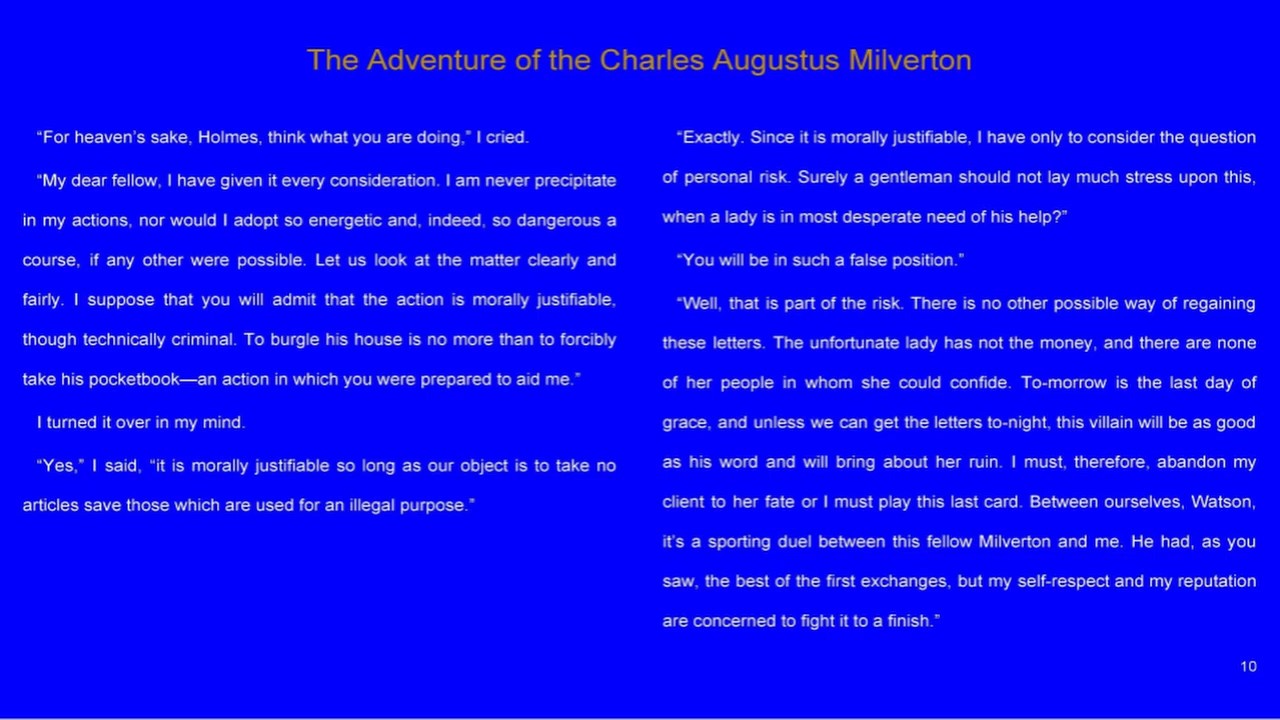 The Adventure of the Charles Augustus Milverton
“For heaven’s sake, Holmes, think what you are doing,” I cried.
“My dear fellow, I have given it every consideration. I am never precipitate
in my actions, nor would I adopt so energetic and, indeed, so dangerous a
course, if any other were possible. Let us look at the matter clearly and
fairly. I suppose that you will admit that the action is morally justifiable,
though technically criminal. To burgle his house is no more than to forcibly
take his pocketbook—an action in which you were prepared to aid me.”
I turned it over in my mind.
“Yes,” I said, “it is morally justifiable so long as our object is to take no
articles save those which are used for an illegal purpose.”
“Exactly. Since it is morally justifiable, I have only to consider the question
of personal risk. Surely a gentleman should not lay much stress upon this,
when a lady is in most desperate need of his help?”
“You will be in such a false position.”
“Well, that is part of the risk. There is no other possible way of regaining
these letters. The unfortunate lady has not the money, and there are none
of her people in whom she could confide. To-morrow is the last day of
grace, and unless we can get the letters to-night, this villain will be as good
as his word and will bring about her ruin. I must, therefore, abandon my
client to her fate or I must play this last card. Between ourselves, Watson,
it’s a sporting duel between this fellow Milverton and me. He had, as you
saw, the best of the first exchanges, but my self-respect and my reputation
are concerned to fight it to a finish.”
10